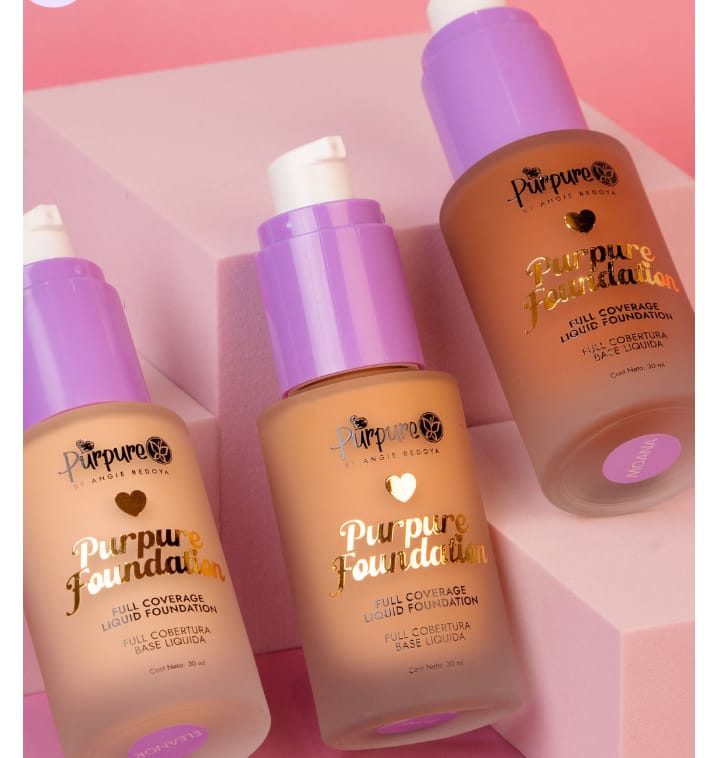 Purpure
BY ANGIE BEDOYA
Purpure
Foundation
FULL COVERAGE
LIQUID FOUNDATION
FULL COBERTURA
BASE LIQUIDA
Cont Neto: 30 ml
ELEANOR
Purpure
BY ANGIE BEDOYA
Purpure
Foundation
FULL COVERAGE
LIQUID FOUNDATION
FULL COBERTURA
BASE LIQUIDA
Cont Neto: 30 ml
Purpure
BY ANGIE BEDOYA
Purpure
Foundation
FULL COVERAGE
LIQUID FOUNDATION
FULL COBERTURA
BASE LIQUIDA
Cont Neto: 30 ml
MOANA